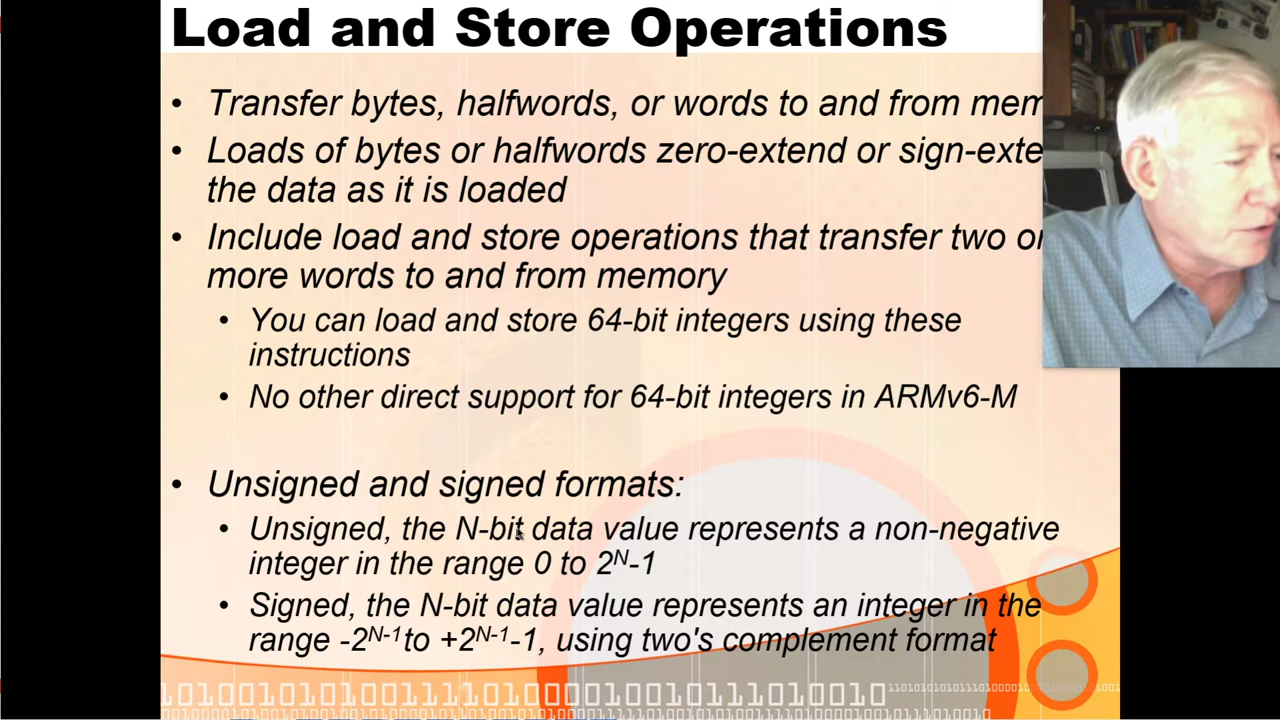 Load and Store Operations
• Transfer bytes, halfwords, or words to and from mem
• Loads of bytes or halfwords zero-extend or sign-exte
the data as it is loaded
• Include load and store operations that transfer two or
more words to and from memory
• You can load and store 64-bit integers using these
instructions
• No other direct support for 64-bit integers in ARMv6-M
• Unsigned and signed formats:
• Unsigned, the N-bit data value represents a non-negative
integer in the range 0 to 2^N-1
• Signed, the N-bit data value represents an integer in the
range -2^N-1 to +2^N-1-1, using two's complement format